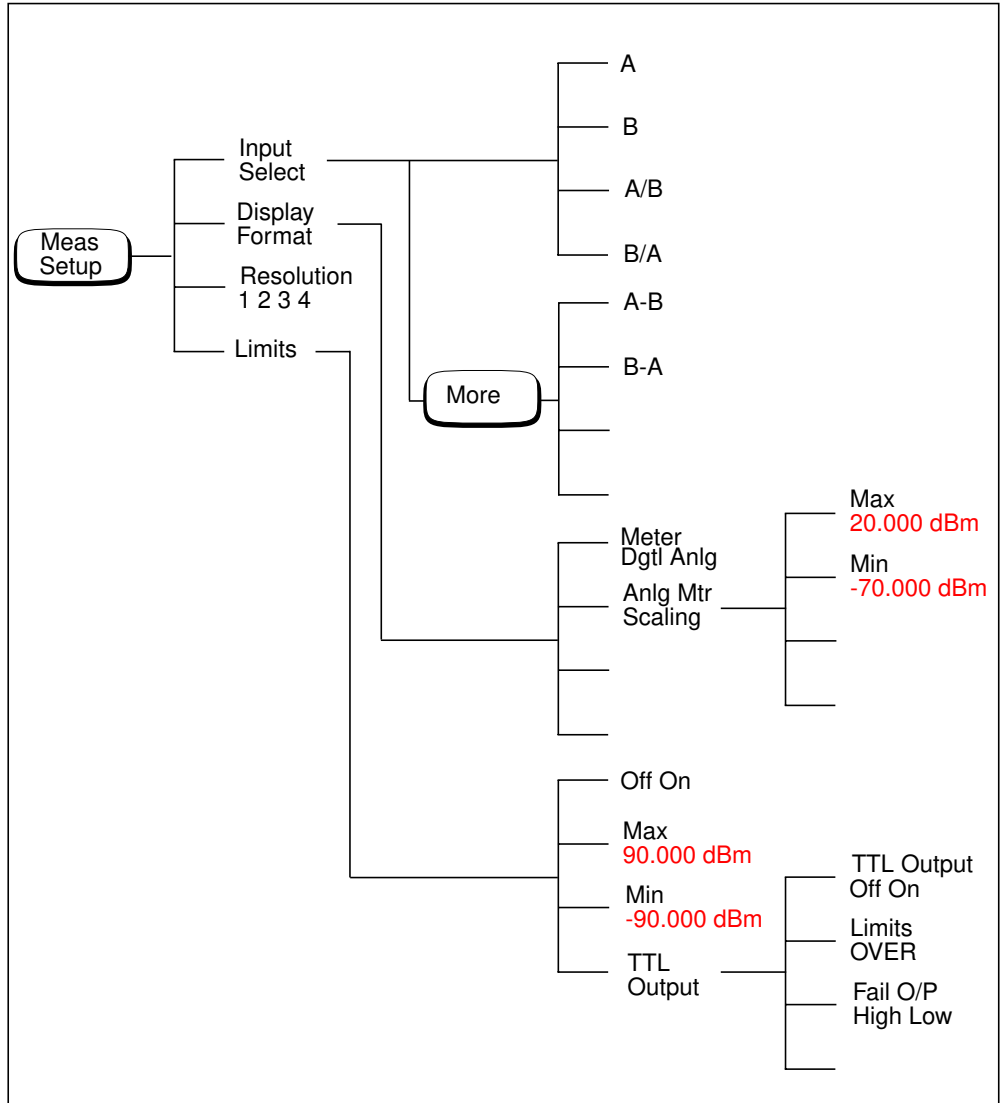 Meas
Setup
Input
Select
Display
Format
Resolution
1 2 3 4
Limits
A
B
A/B
B/A
More
A-B
B-A
Meter
Dgtl Anlg
Anlg Mtr
Scaling
Max
20.000 dBm
Min
-70.000 dBm
Off On
Max
90.000 dBm
Min
-90.000 dBm
TTL
Output
TTL Output
Off On
Limits
OVER
Fail O/P
High Low